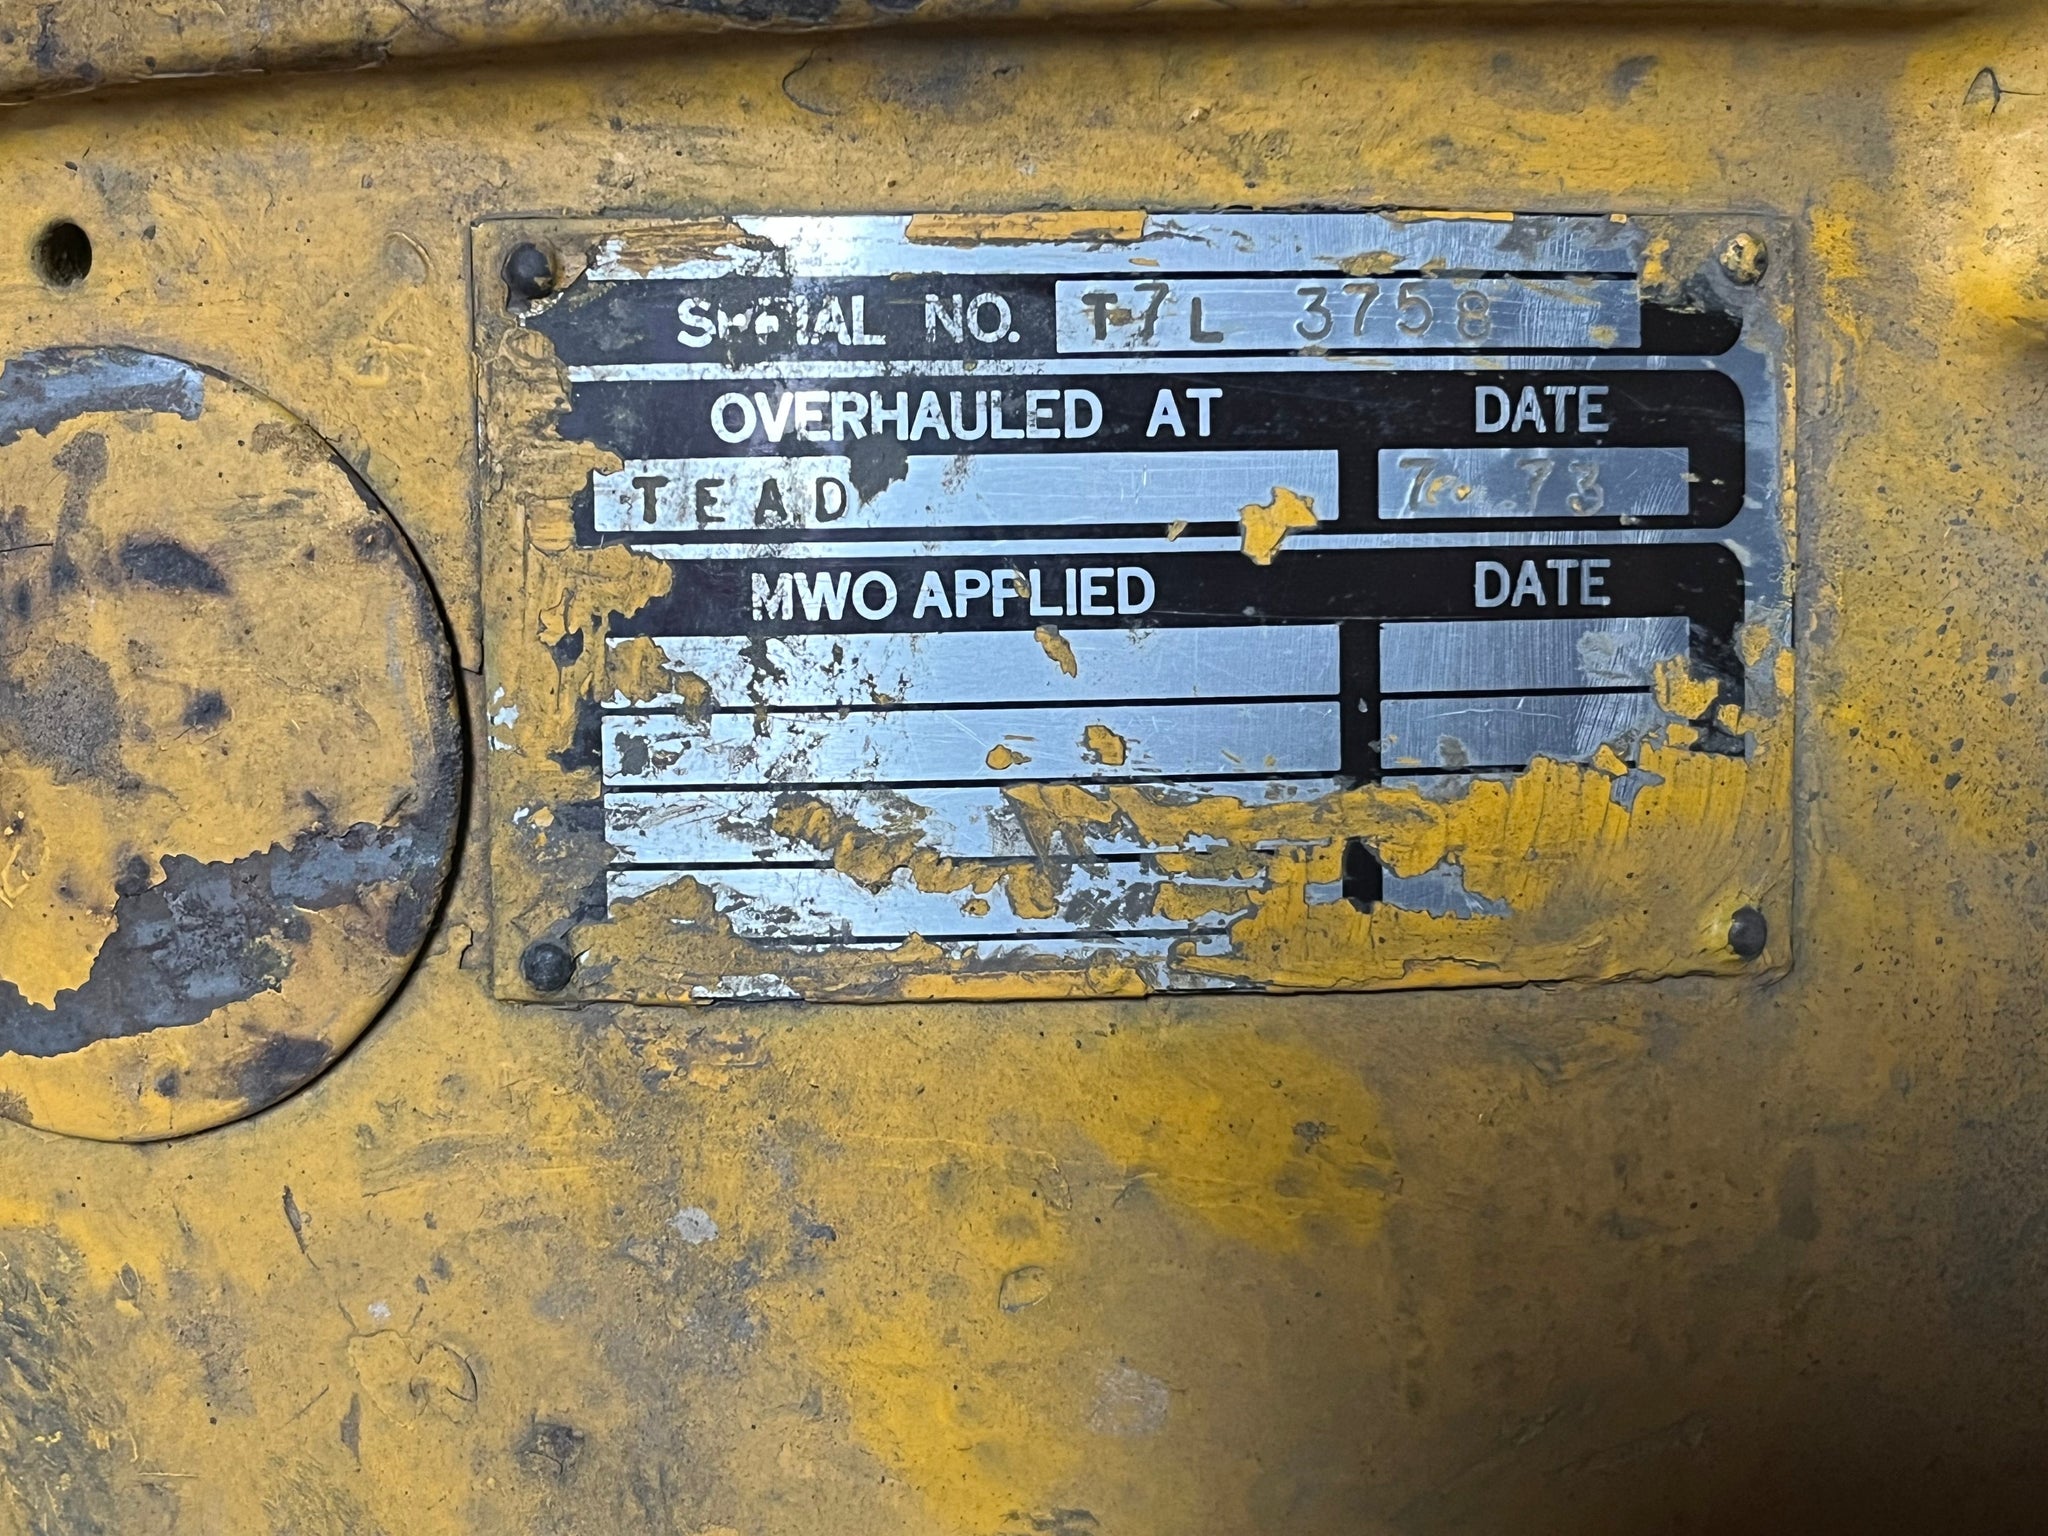 SERIAL NO. T7L 3758
OVERHAULED AT DATE
TEAD 7 73
MWO APPLIED DATE